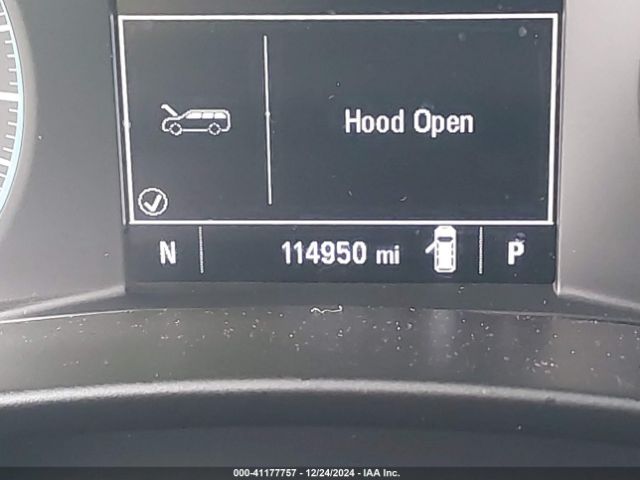 Hood Open
N 114950 mi P
000-41177757 - 12/24/2024 - IAA Inc.